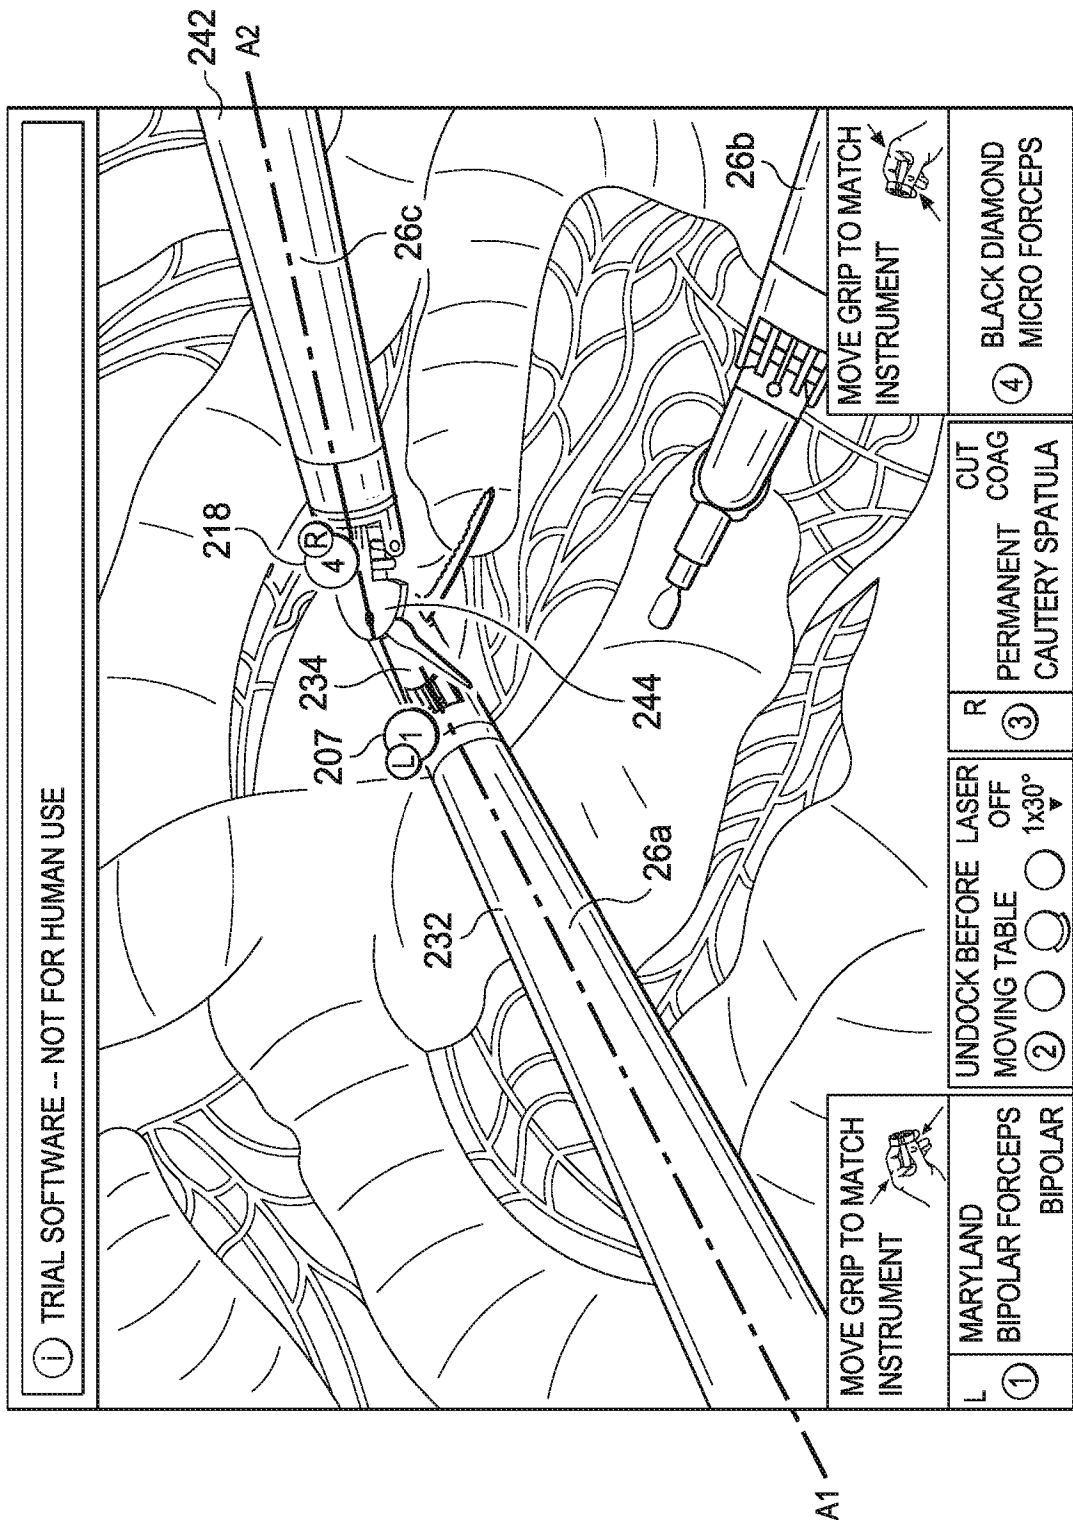 ⓘ TRIAL SOFTWARE -- NOT FOR HUMAN USE
242
A2
218
R
4
26c
207
234
L
1
244
232
26a
26b
A1
MOVE GRIP TO MATCH
INSTRUMENT
MOVE GRIP TO MATCH
INSTRUMENT
L
① MARYLAND
BIPOLAR FORCEPS
BIPOLAR
UNDOCK BEFORE LASER
MOVING TABLE OFF
② 1x30°
R
③ PERMANENT CUT
COAG
CAUTERY SPATULA
④ BLACK DIAMOND
MICRO FORCEPS